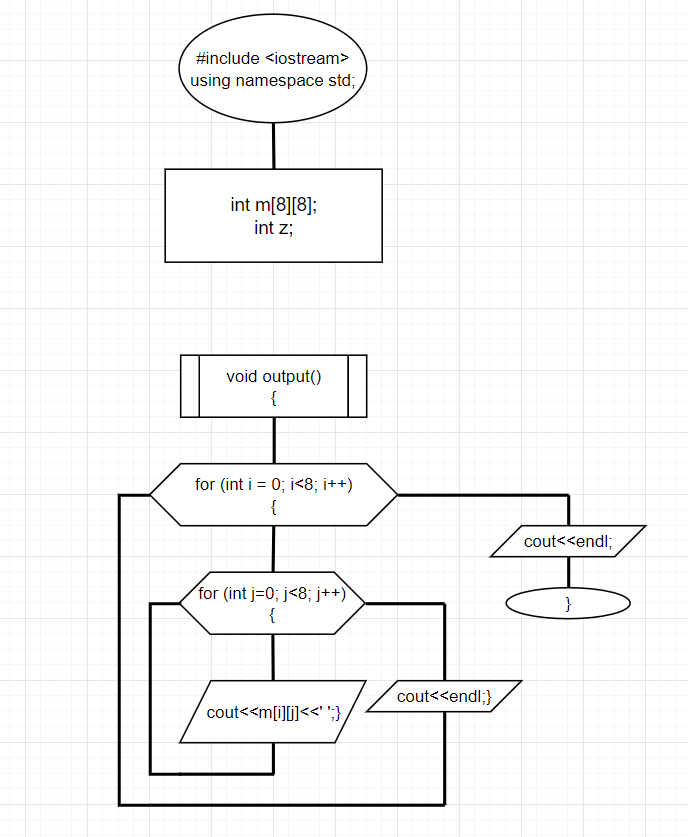 #include <iostream>
using namespace std;
int m[8][8];
int z;
void output()
{
for (int i = 0; i<8; i++)
{
cout<<endl;
for (int j=0; j<8; j++)
{
}
cout<<endl;}
cout<<m[i][j]<<' ';}